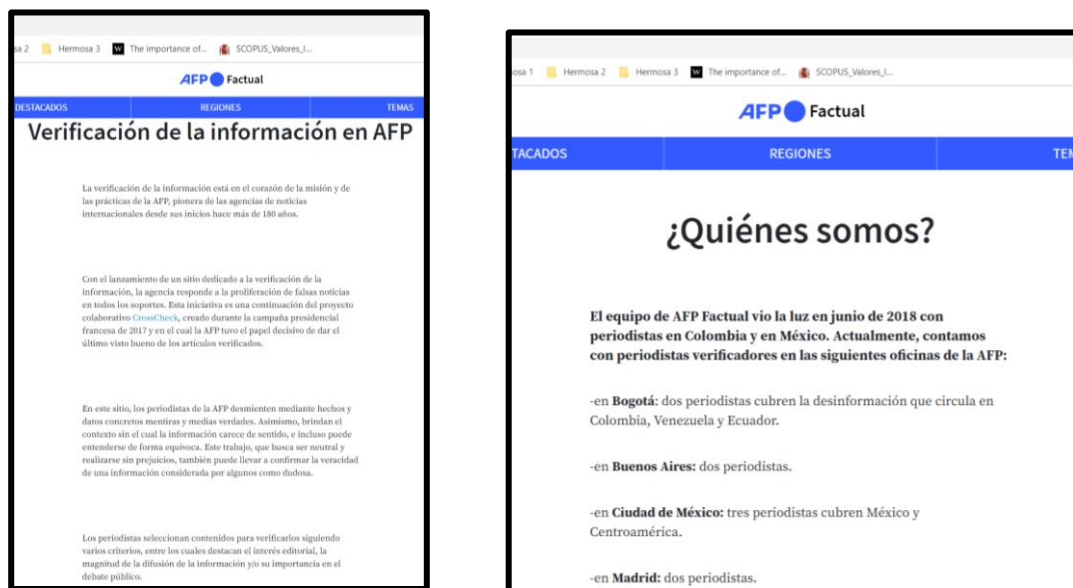 sa 2 Hermosa 3 The importance of... SCOPUS_Valores_I...
AFP Factual
DESTACADOS REGIONES TEMAS
Verificación de la información en AFP
La verificación de la información está en el corazón de la misión y de
las prácticas de la AFP, pionera de las agencias de noticias
internacionales desde sus inicios hace más de 180 años.
Con el lanzamiento de un sitio dedicado a la verificación de la
información, la agencia responde a la proliferación de falsas noticias
en todos los soportes. Esta iniciativa es una continuación del proyecto
colaborativo CrossCheck, creado durante la campaña presidencial
francesa de 2017 y en el cual la AFP tuvo el papel decisivo de dar el
último visto bueno de los artículos verificados.
En este sitio, los periodistas de la AFP desmienten mediante hechos y
datos concretos mentiras y medias verdades. Asimismo, brindan el
contexto sin el cual la información carece de sentido, e incluso puede
entenderse de forma equívoca. Este trabajo, que busca ser neutral y
realizarse sin prejuicios, también puede llevar a confirmar la veracidad
de una información considerada por algunos como dudosa.
Los periodistas seleccionan contenidos para verificarlos siguiendo
varios criterios, entre los cuales destacan el interés editorial, la
magnitud de la difusión de la información y/o su importancia en el
debate público.
osa 1 Hermosa 2 Hermosa 3 W The importance of... SCOPUS_Valores_I...
AFP Factual
TACADOS REGIONES TEM
¿Quiénes somos?
El equipo de AFP Factual vio la luz en junio de 2018 con
periodistas en Colombia y en México. Actualmente, contamos
con periodistas verificadores en las siguientes oficinas de la AFP:
-en Bogotá: dos periodistas cubren la desinformación que circula en
Colombia, Venezuela y Ecuador.
-en Buenos Aires: dos periodistas.
-en Ciudad de México: tres periodistas cubren México y
Centroamérica.
-en Madrid: dos periodistas.